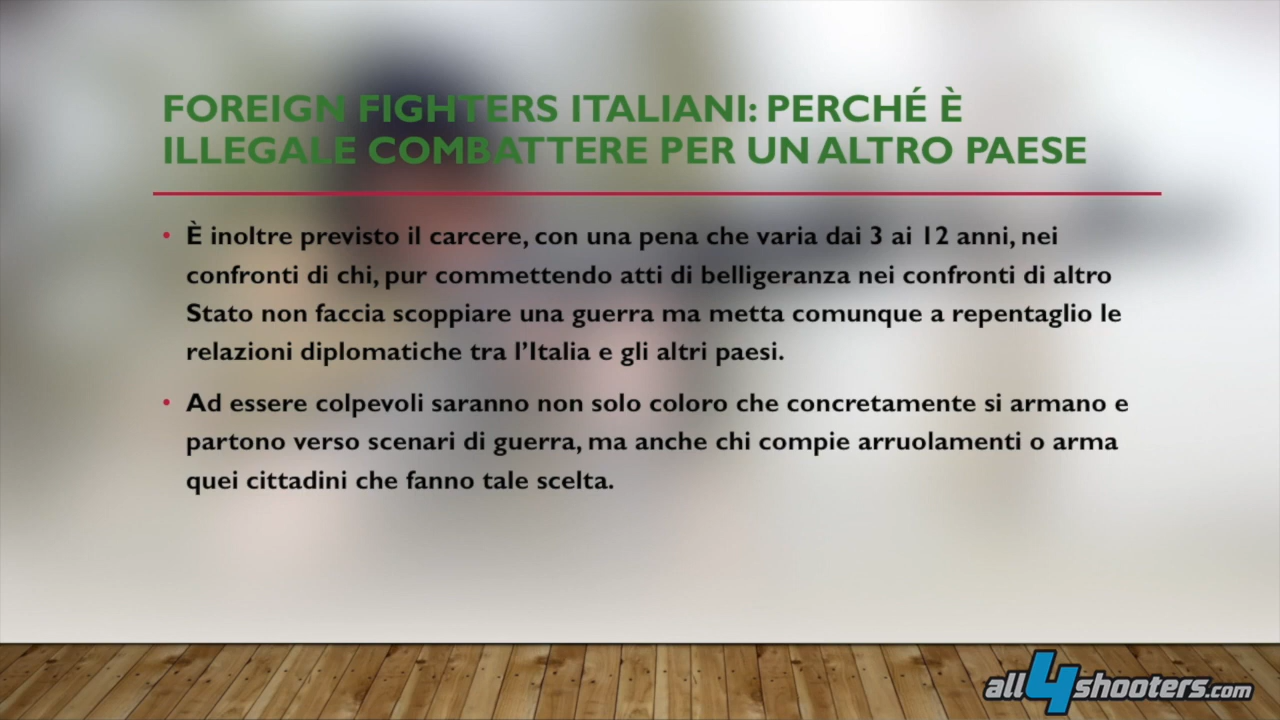 FOREIGN FIGHTERS ITALIANI: PERCHÉ È
ILLEGALE COMBATTERE PER UN ALTRO PAESE
• È inoltre previsto il carcere, con una pena che varia dai 3 ai 12 anni, nei
confronti di chi, pur commettendo atti di belligeranza nei confronti di altro
Stato non faccia scoppiare una guerra ma metta comunque a repentaglio le
relazioni diplomatiche tra l’Italia e gli altri paesi.
• Ad essere colpevoli saranno non solo coloro che concretamente si armano e
partono verso scenari di guerra, ma anche chi compie arruolamenti o arma
quei cittadini che fanno tale scelta.
all4shooters.com